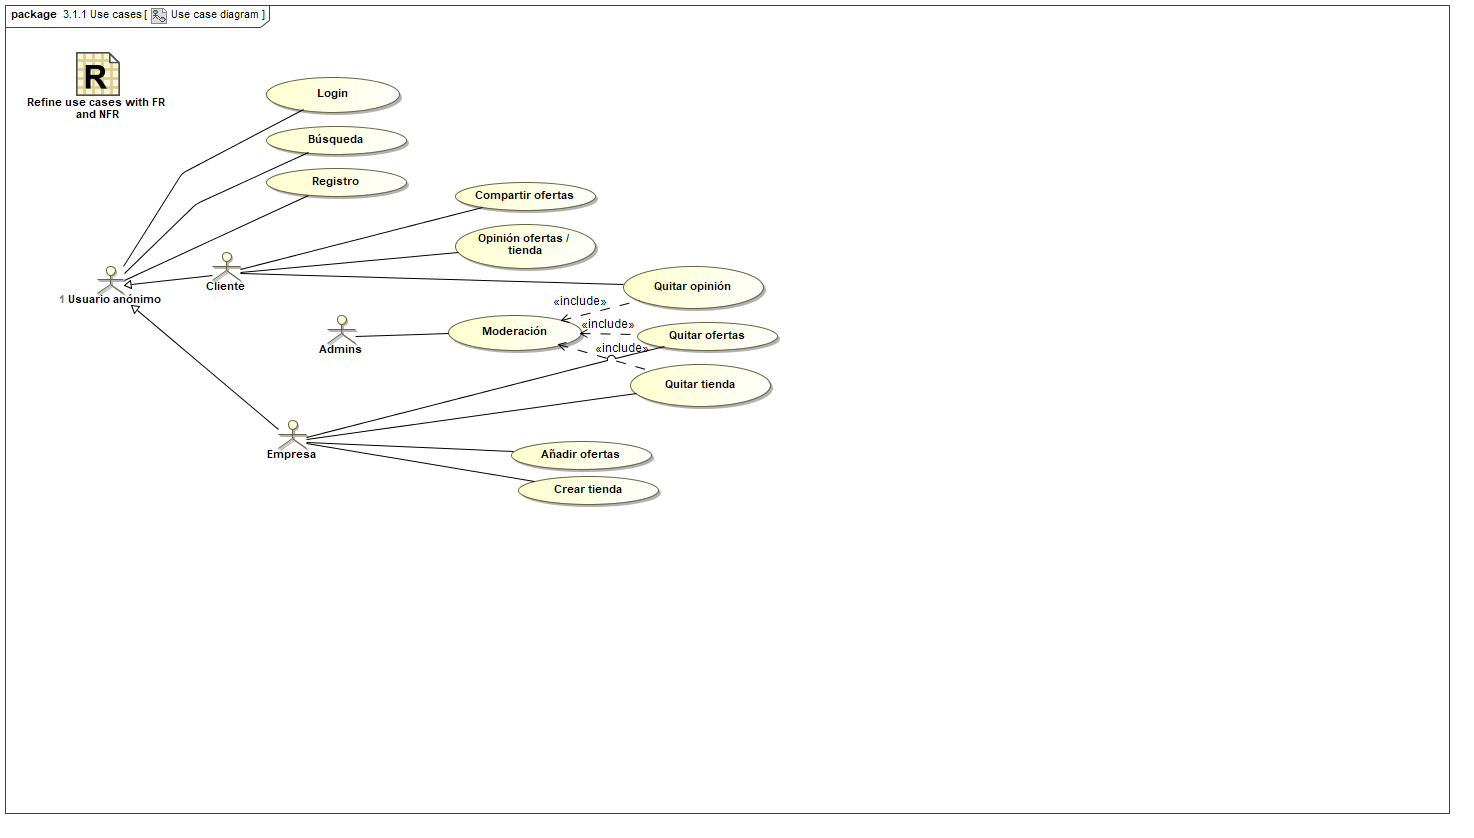 package 3.1.1 Use cases [ Use case diagram ]
R
Refine use cases with FR
and NFR
Login
Búsqueda
Registro
Compartir ofertas
Opinión ofertas /
tienda
Cliente
1 Usuario anónimo
Quitar opinión
«include»
Moderación
«include»
Quitar ofertas
Admins
«include»
Quitar tienda
Empresa
Añadir ofertas
Crear tienda